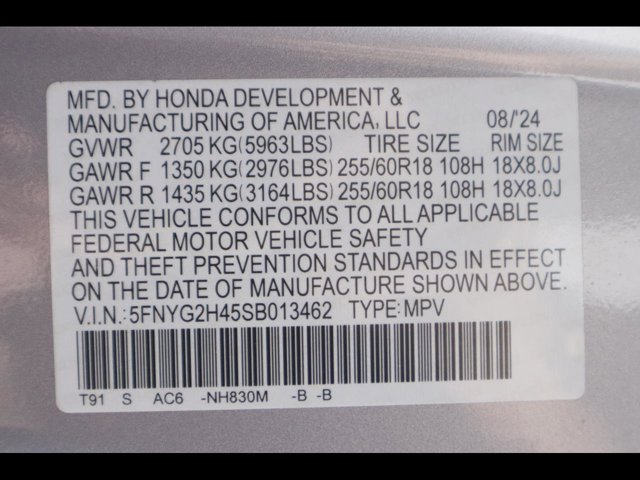 MFD. BY HONDA DEVELOPMENT &
MANUFACTURING OF AMERICA, LLC 08/'24
GVWR 2705 KG(5963LBS) TIRE SIZE RIM SIZE
GAWR F 1350 KG(2976LBS) 255/60R18 108H 18X8.0J
GAWR R 1435 KG(3164LBS) 255/60R18 108H 18X8.0J
THIS VEHICLE CONFORMS TO ALL APPLICABLE
FEDERAL MOTOR VEHICLE SAFETY
AND THEFT PREVENTION STANDARDS IN EFFECT
ON THE DATE OF MANUFACTURE SHOWN ABOVE.
V.I.N.:5FNYG2H45SB013462 TYPE:MPV
T91 S AC6 -NH830M -B -B